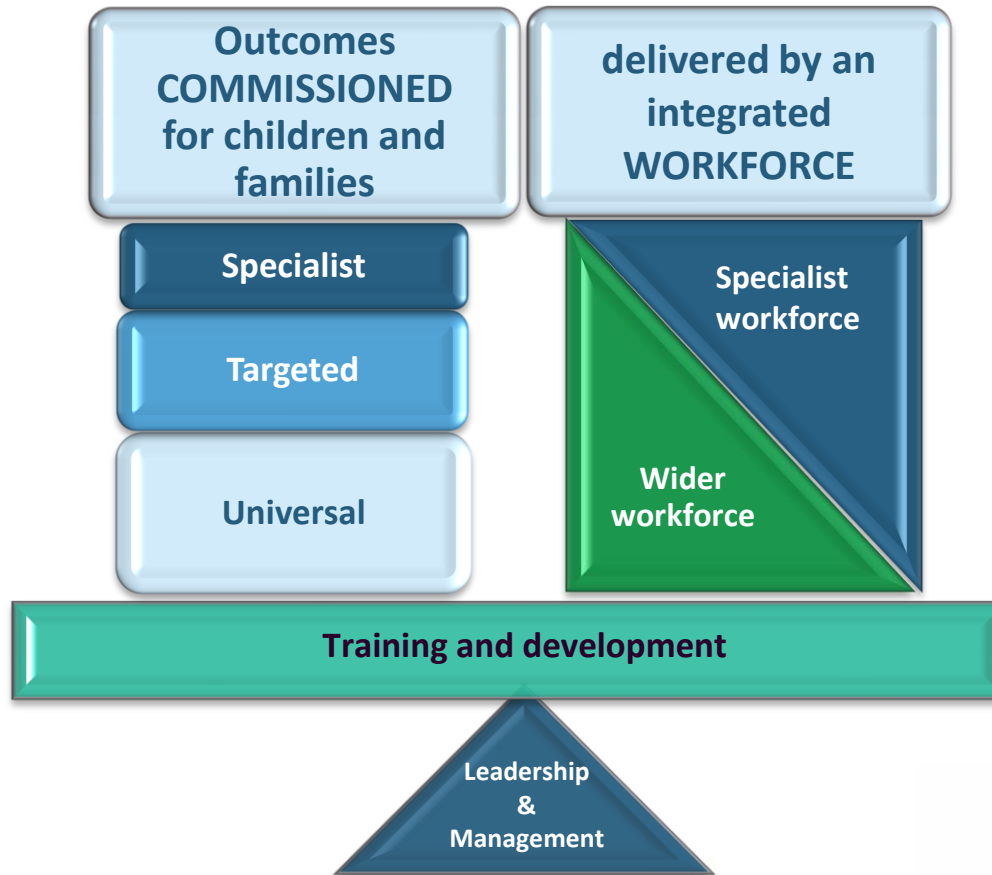 Outcomes
COMMISSIONED
for children and
families
delivered by an
integrated
WORKFORCE
Specialist
Targeted
Universal
Specialist
workforce
Wider
workforce
Training and development
Leadership
&
Management